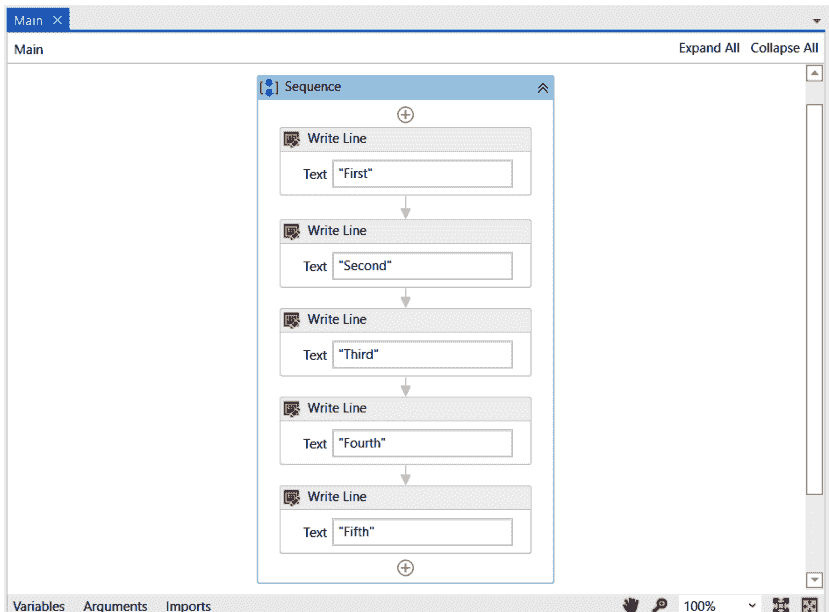 Main
Main Expand All Collapse All
Sequence
Write Line
Text "First"
Write Line
Text "Second"
Write Line
Text "Third"
Write Line
Text "Fourth"
Write Line
Text "Fifth"
Variables Arguments Imports 100%